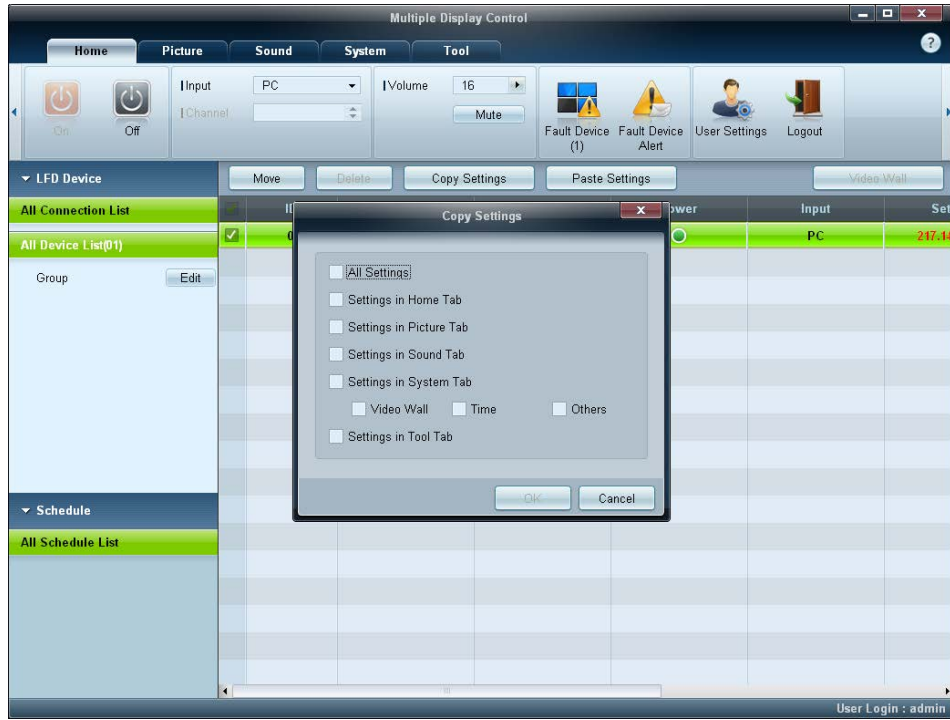 Multiple Display Control
Home Picture Sound System Tool
Input PC Volume 16
Channel Mute
On Off
Fault Device (1)
Fault Device Alert
User Settings
Logout
LFD Device
Move Delete Copy Settings Paste Settings Video Wall
All Connection List
Input
All Device List(01)
PC
Group Edit
Copy Settings
All Settings
Settings in Home Tab
Settings in Picture Tab
Settings in Sound Tab
Settings in System Tab
Video Wall Time Others
Settings in Tool Tab
OK Cancel
Schedule
All Schedule List
User Login : admin